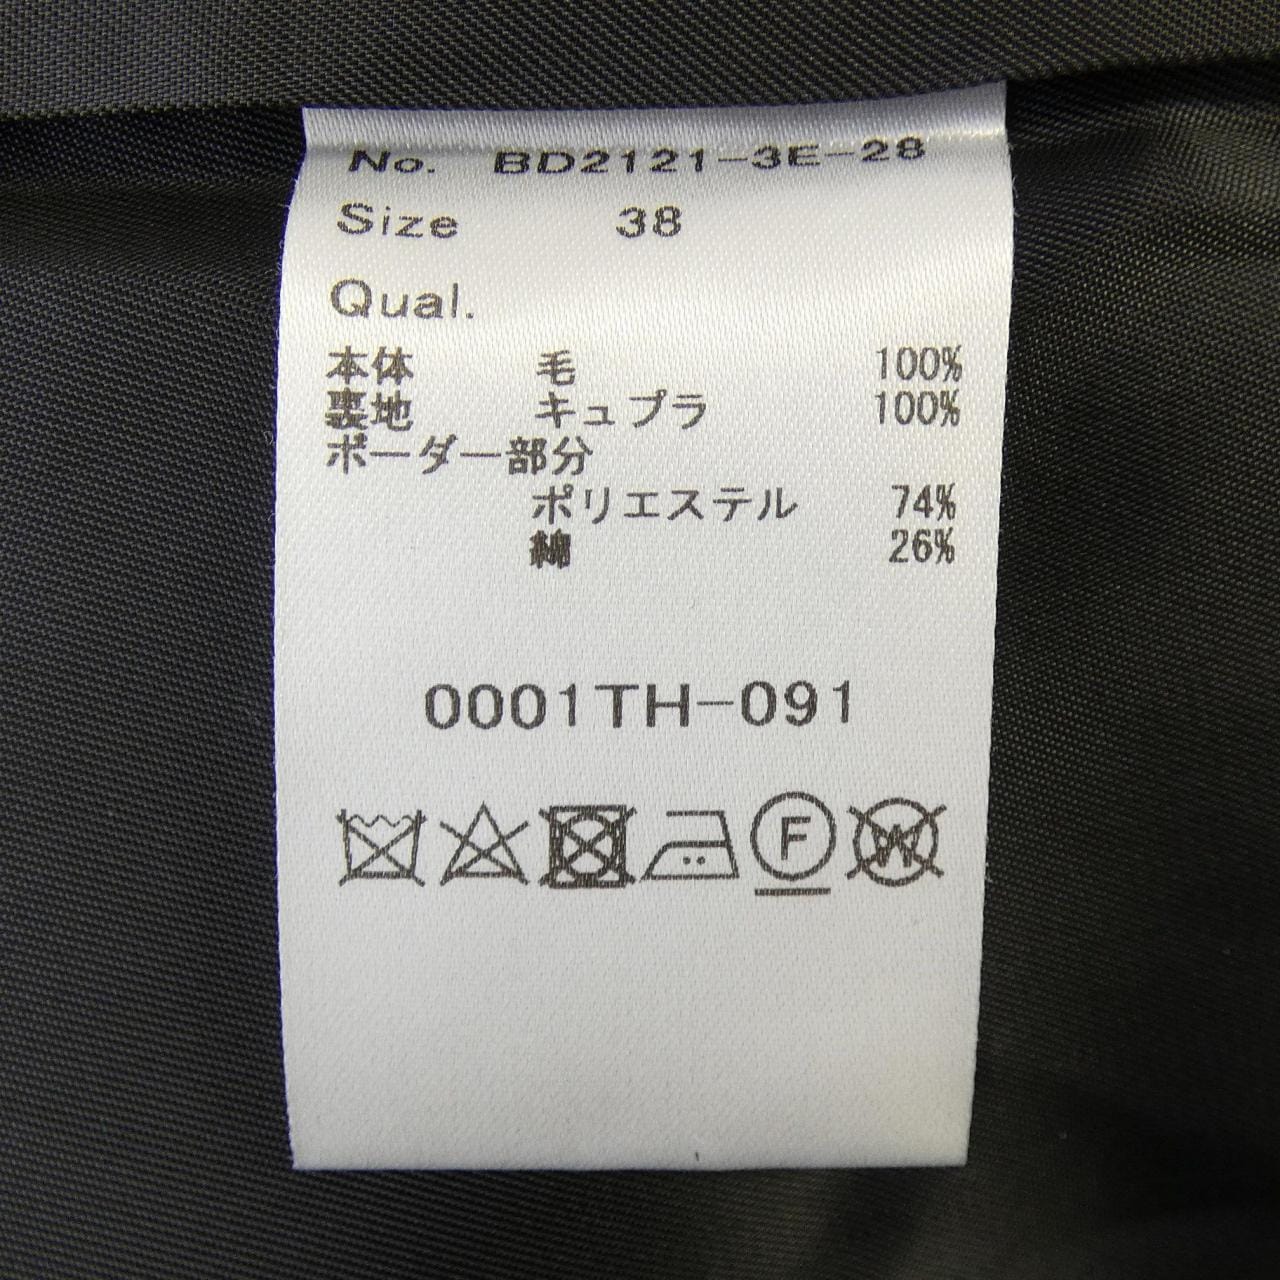 No. BD2121-3E-28
Size 38
Qual.
本体 毛 100%
裏地 キュプラ 100%
ボーダー部分
ポリエステル 74%
綿 26%
0001TH-091
F W